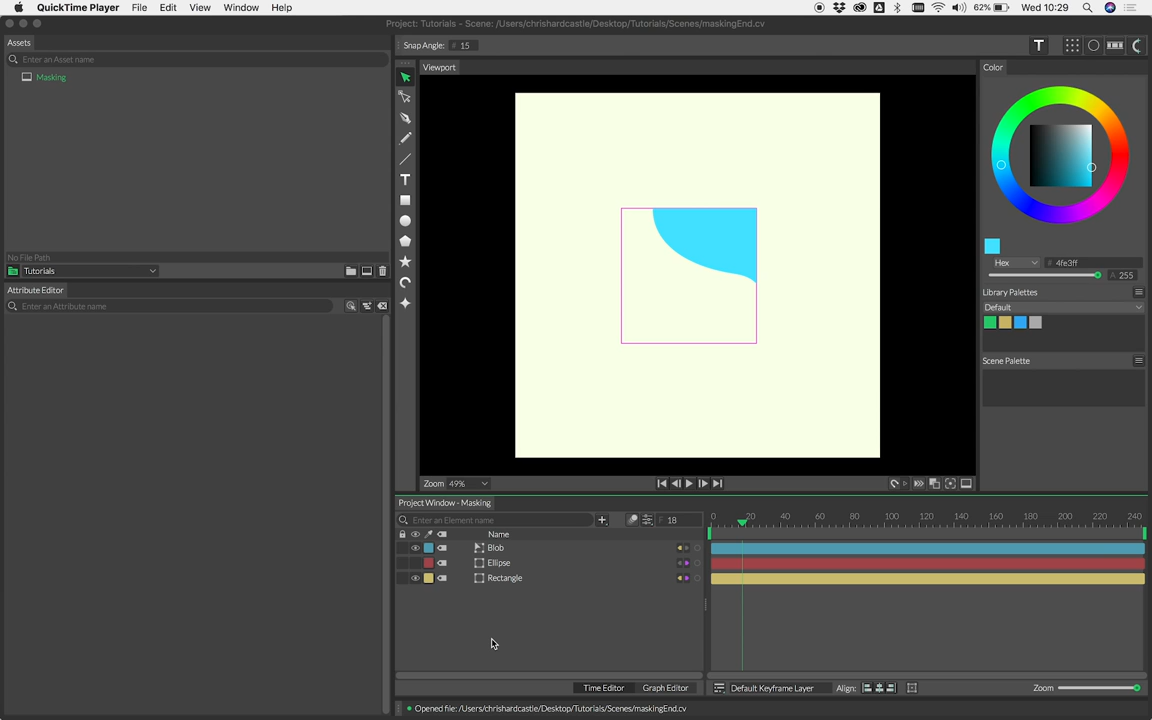 QuickTime Player File Edit View Window Help 62% Wed 10:29
Project: Tutorials - Scene: /Users/chrishardcastle/Desktop/Tutorials/Scenes/maskingEnd.cv
Assets
Snap Angle: 15
Enter an Asset name
Viewport
Color
Masking
No File Path
Tutorials
Hex # 4fe3ff
A 255
Attribute Editor
Library Palettes
Enter an Attribute name
Default
Scene Palette
Zoom 49%
Project Window - Masking
Enter an Element name
F 18
0 20 40 60 80 100 120 140 160 180 200 220 240
Name
Blob
Ellipse
Rectangle
Time Editor Graph Editor
Default Keyframe Layer Align: Zoom
Opened file: /Users/chrishardcastle/Desktop/Tutorials/Scenes/maskingEnd.cv